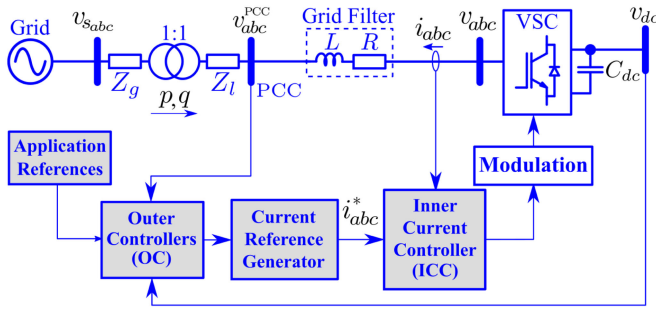 Grid
v_{s_{abc}}
1:1
v_{abc}^{PCC}
Grid Filter
i_{abc}
v_{abc}
VSC
v_{dc}
L
R
C_{dc}
Z_g
Z_l
PCC
p,q
Application
References
Modulation
Outer
Controllers
(OC)
Current
Reference
Generator
i_{abc}^*
Inner
Current
Controller
(ICC)